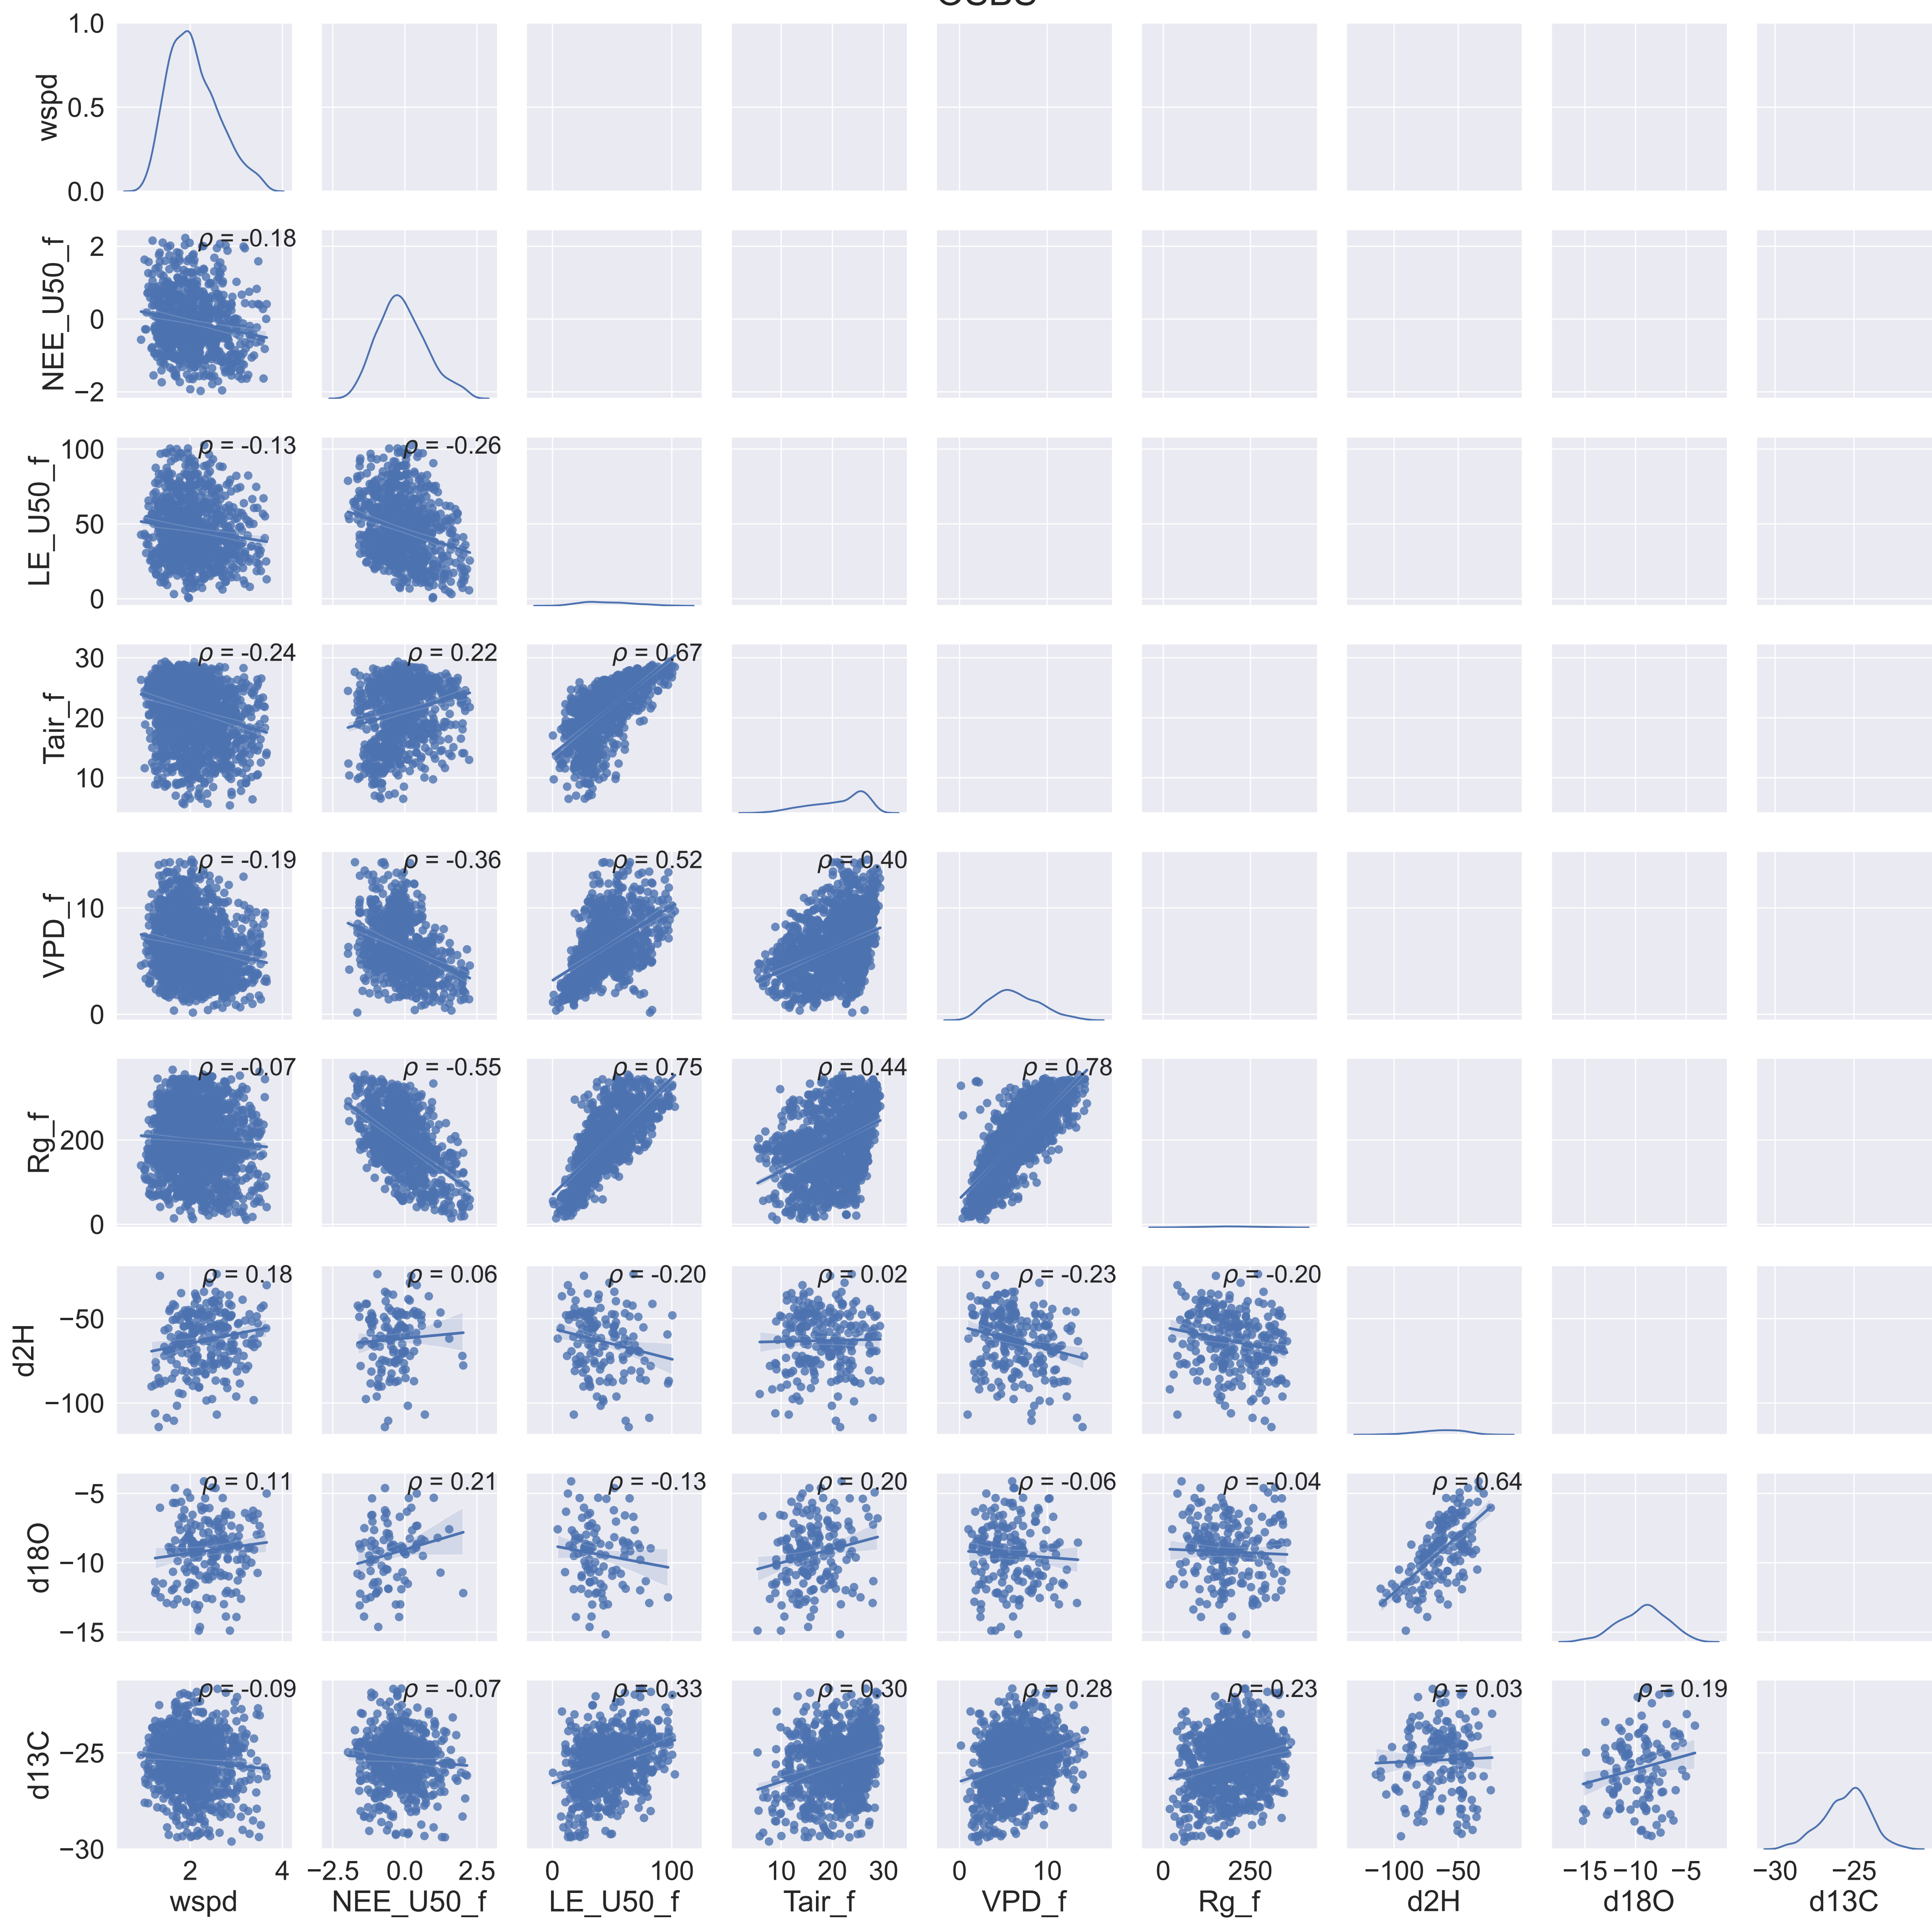 1.0
wspd
0.5
0.0
ρ = -0.18
2
NEE_U50_f
0
−2
ρ = -0.13 ρ = -0.26
100
LE_U50_f
50
0
ρ = -0.24 ρ = 0.22 ρ = 0.67
30
Tair_f
20
10
ρ = -0.19 ρ = -0.36 ρ = 0.52 ρ = 0.40
VPD_f
10
0
ρ = -0.07 ρ = -0.55 ρ = 0.75 ρ = 0.44 ρ = 0.78
Rg_f
200
0
ρ = 0.18 ρ = 0.06 ρ = -0.20 ρ = 0.02 ρ = -0.23 ρ = -0.20
−50
d2H
−100
ρ = 0.11 ρ = 0.21 ρ = -0.13 ρ = 0.20 ρ = -0.06 ρ = -0.04 ρ = 0.64
−5
d18O
−10
−15
ρ = -0.09 ρ = -0.07 ρ = 0.33 ρ = 0.30 ρ = 0.28 ρ = 0.23 ρ = 0.03 ρ = 0.19
d13C
−25
−30
2 4 −2.5 0.0 2.5 0 100 10 20 30 0 10 0 250 −100 −50 −15 −10 −5 −30 −25
wspd NEE_U50_f LE_U50_f Tair_f VPD_f Rg_f d2H d18O d13C